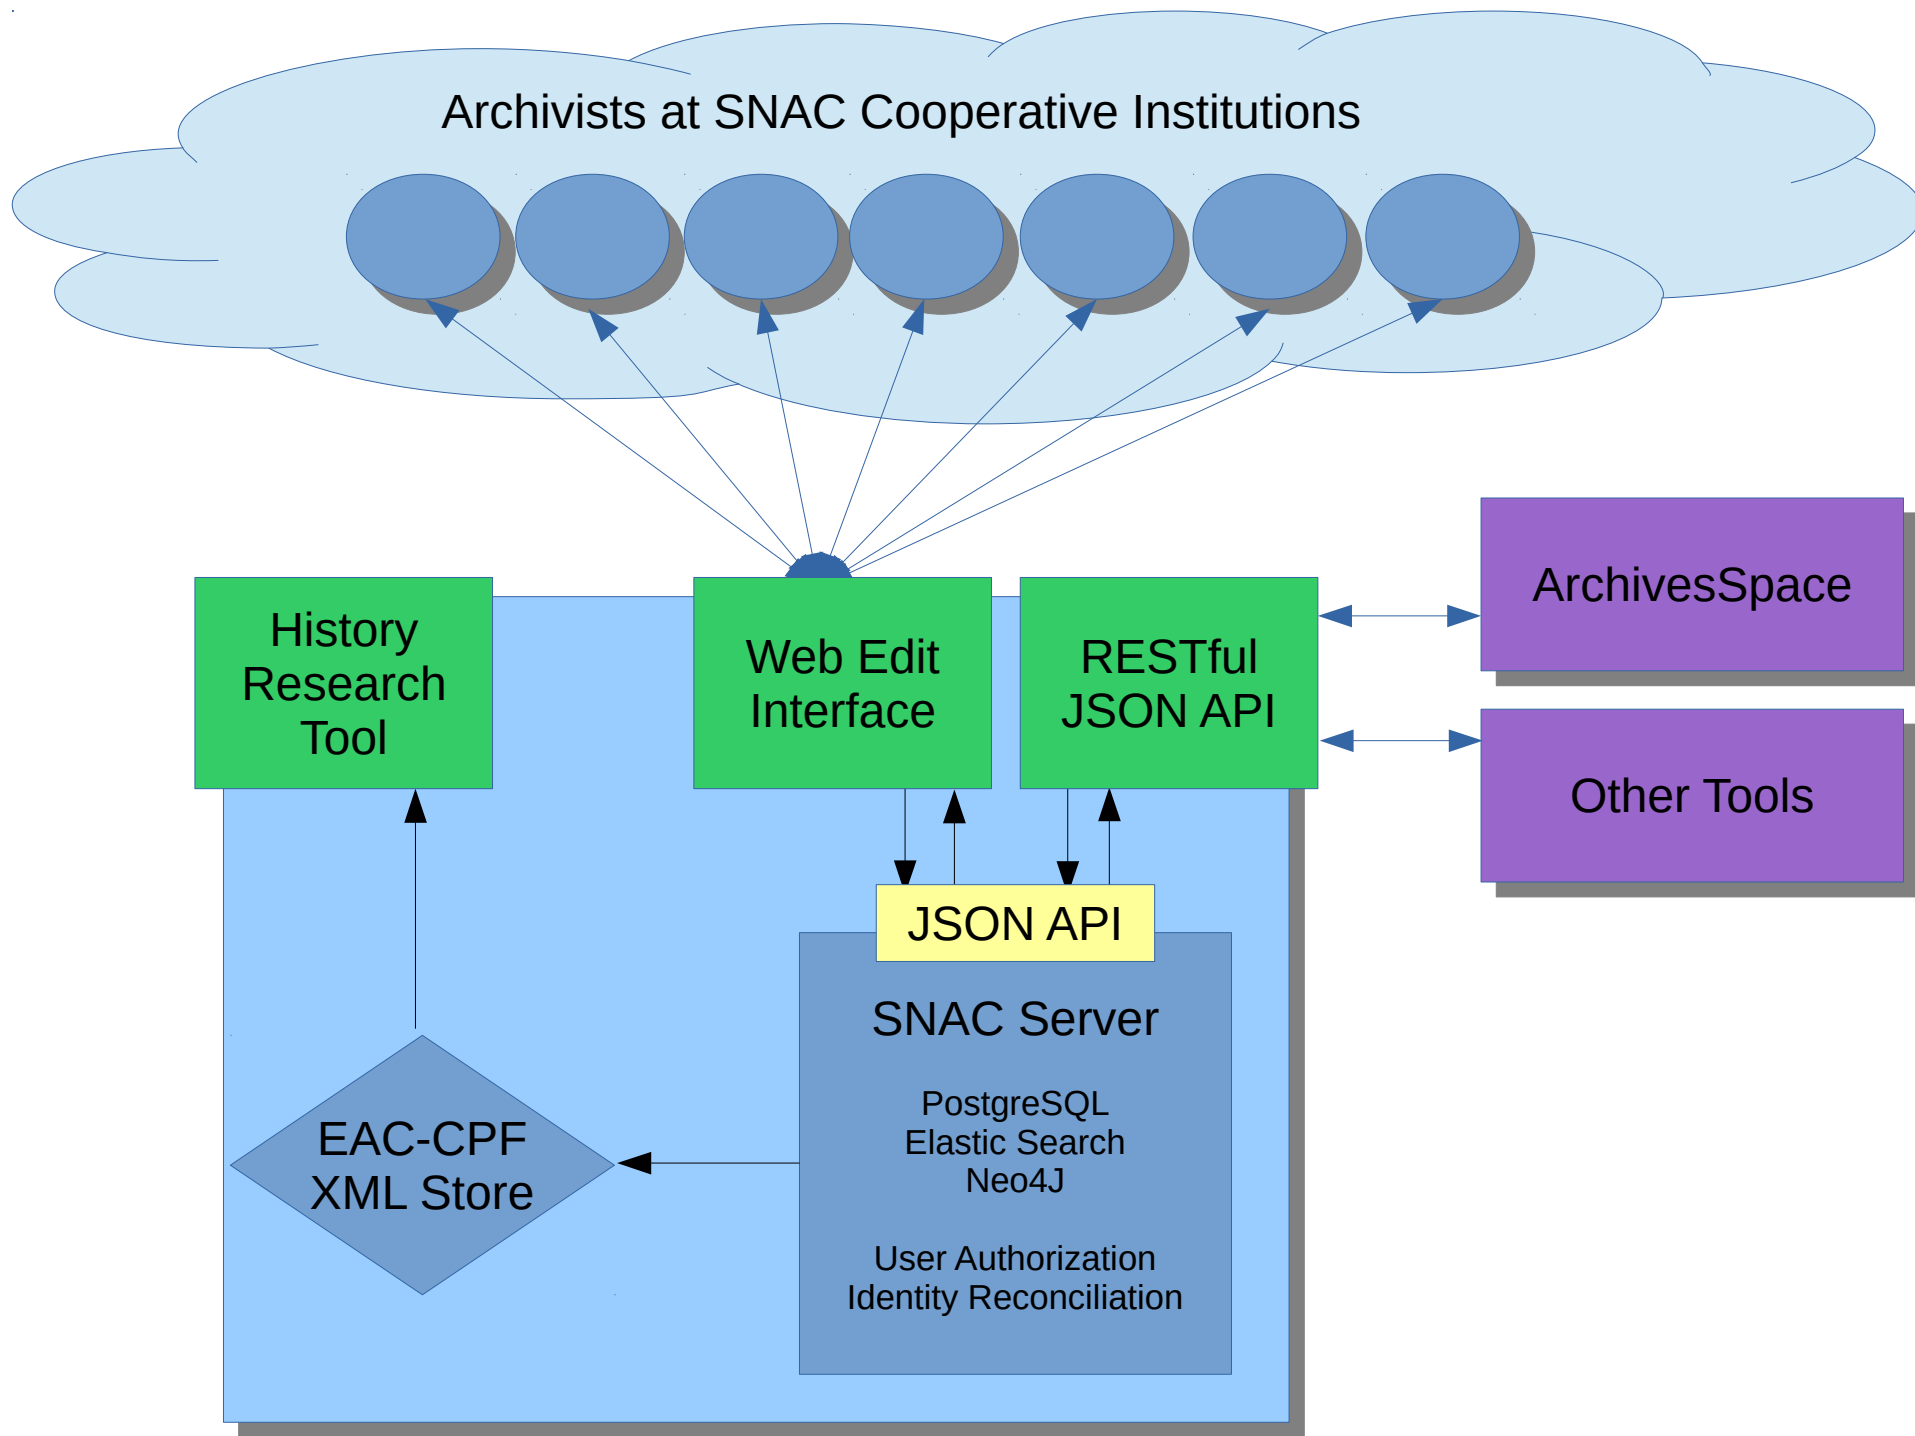 Archivists at SNAC Cooperative Institutions
History
Research
Tool
Web Edit
Interface
RESTful
JSON API
ArchivesSpace
Other Tools
JSON API
SNAC Server
PostgreSQL
Elastic Search
Neo4J
User Authorization
Identity Reconciliation
EAC-CPF
XML Store